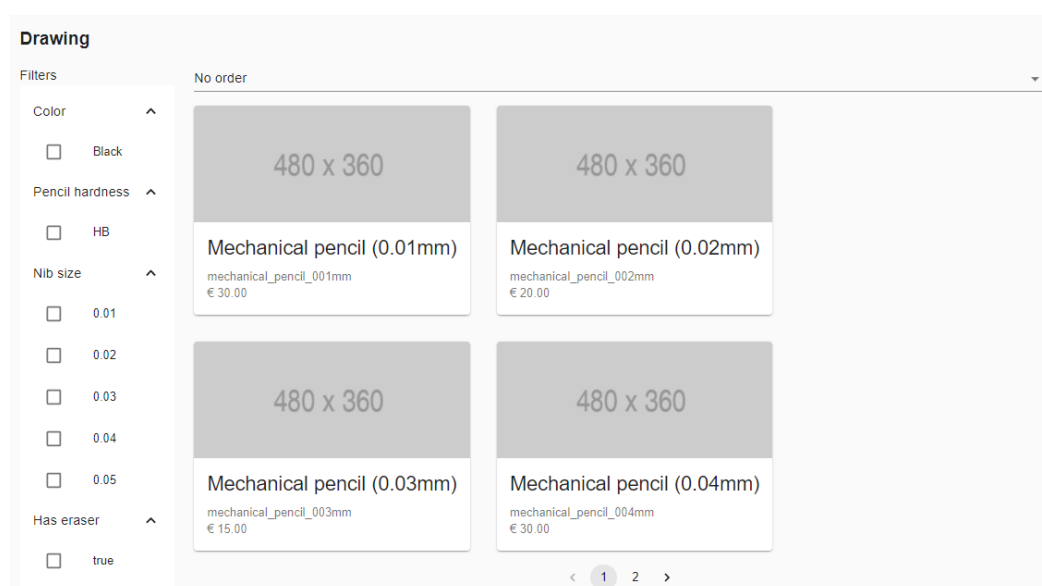 Drawing
Filters
Color
Black
Pencil hardness
HB
Nib size
0.01
0.02
0.03
0.04
0.05
Has eraser
true
No order
480 x 360
Mechanical pencil (0.01mm)
mechanical_pencil_001mm
€ 30.00
480 x 360
Mechanical pencil (0.02mm)
mechanical_pencil_002mm
€ 20.00
480 x 360
Mechanical pencil (0.03mm)
mechanical_pencil_003mm
€ 15.00
480 x 360
Mechanical pencil (0.04mm)
mechanical_pencil_004mm
€ 30.00
1 2